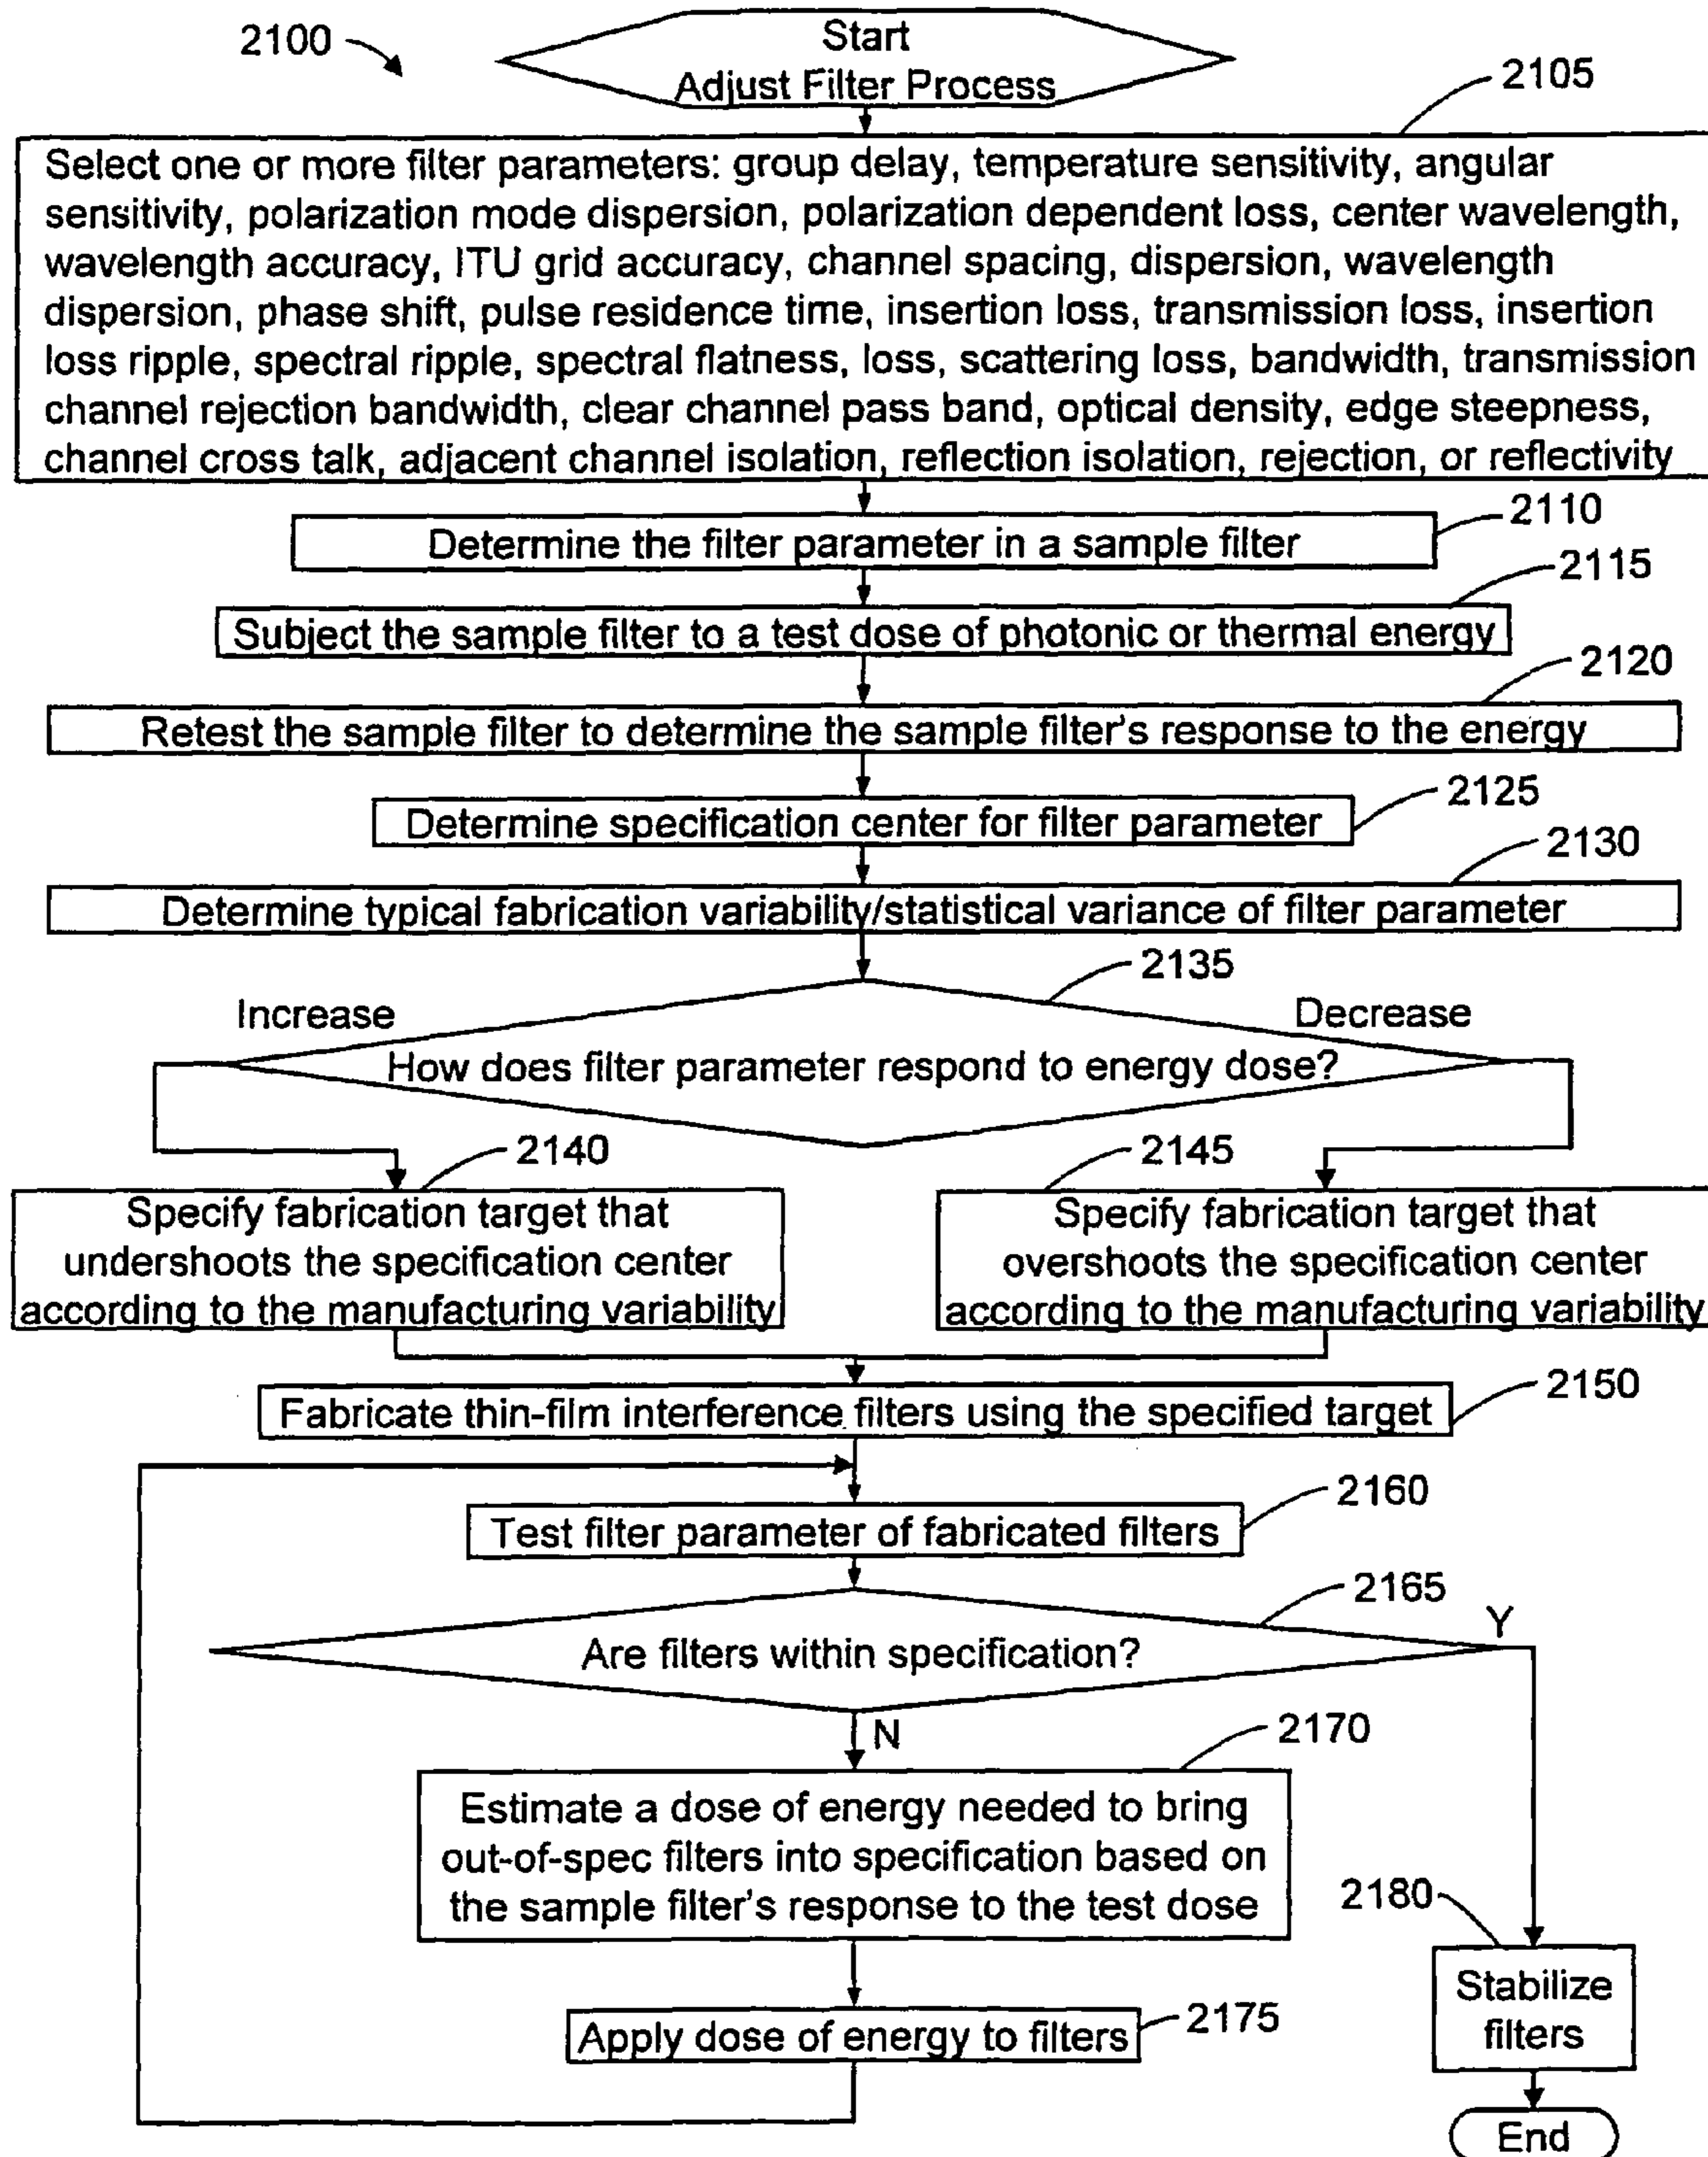 2100
Start
Adjust Filter Process
2105
Select one or more filter parameters: group delay, temperature sensitivity, angular
sensitivity, polarization mode dispersion, polarization dependent loss, center wavelength,
wavelength accuracy, ITU grid accuracy, channel spacing, dispersion, wavelength
dispersion, phase shift, pulse residence time, insertion loss, transmission loss, insertion
loss ripple, spectral ripple, spectral flatness, loss, scattering loss, bandwidth, transmission
channel rejection bandwidth, clear channel pass band, optical density, edge steepness,
channel cross talk, adjacent channel isolation, reflection isolation, rejection, or reflectivity
2110
Determine the filter parameter in a sample filter
2115
Subject the sample filter to a test dose of photonic or thermal energy
2120
Retest the sample filter to determine the sample filter's response to the energy
2125
Determine specification center for filter parameter
2130
Determine typical fabrication variability/statistical variance of filter parameter
2135
Increase
Decrease
How does filter parameter respond to energy dose?
2140
Specify fabrication target that
undershoots the specification center
according to the manufacturing variability
2145
Specify fabrication target that
overshoots the specification center
according to the manufacturing variability
2150
Fabricate thin-film interference filters using the specified target
2160
Test filter parameter of fabricated filters
2165
Y
Are filters within specification?
N
2170
Estimate a dose of energy needed to bring
out-of-spec filters into specification based on
the sample filter's response to the test dose
2175
Apply dose of energy to filters
2180
Stabilize
filters
End